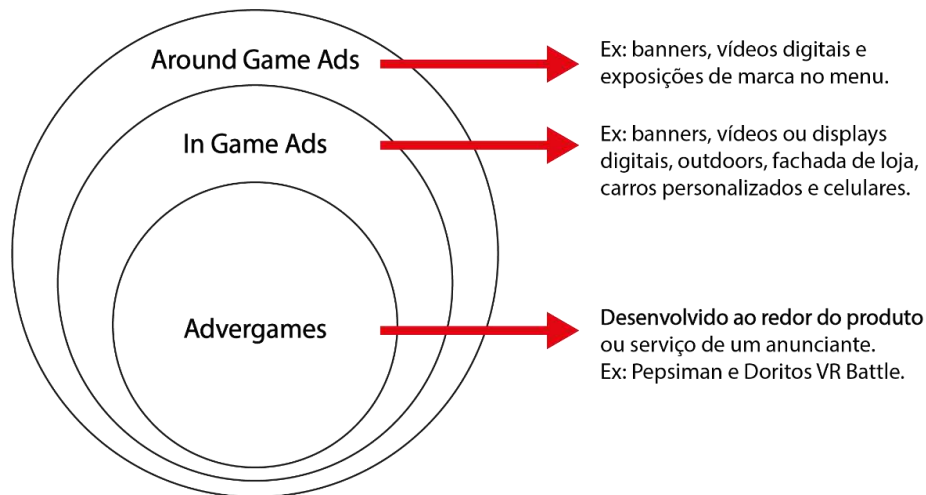 Around Game Ads
Ex: banners, vídeos digitais e
exposições de marca no menu.
In Game Ads
Ex: banners, vídeos ou displays
digitais, outdoors, fachada de loja,
carros personalizados e celulares.
Advergames
Desenvolvido ao redor do produto
ou serviço de um anunciante.
Ex: Pepsiman e Doritos VR Battle.